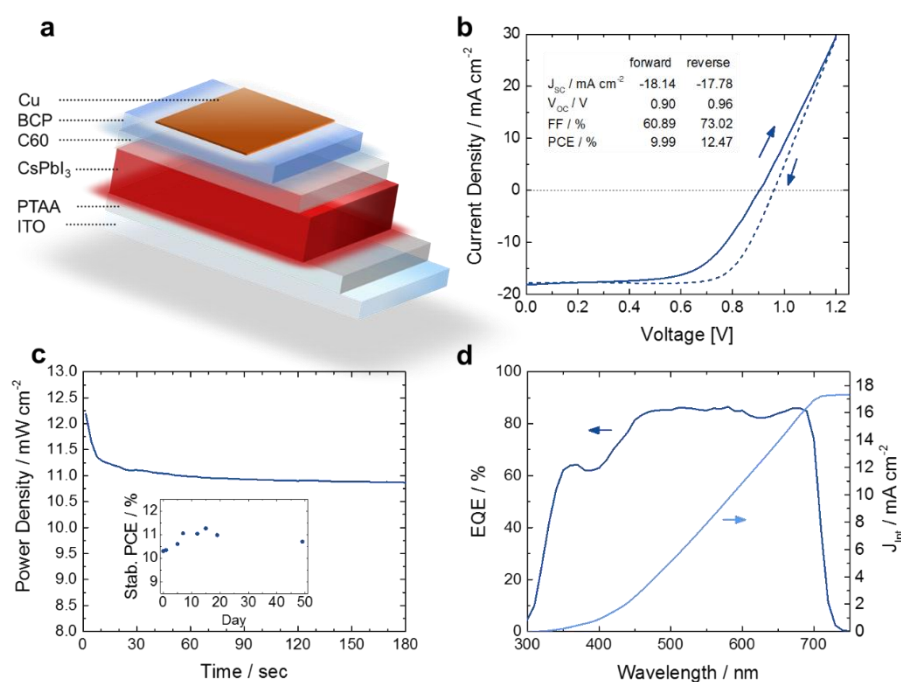 a
Cu
BCP
C60
CsPbI₃
PTAA
ITO
b
30
20
10
0
-10
-20
Current Density / mA cm⁻²
forward reverse
J_SC / mA cm⁻² -18.14 -17.78
V_OC / V 0.90 0.96
FF / % 60.89 73.02
PCE / % 9.99 12.47
0.0 0.2 0.4 0.6 0.8 1.0 1.2
Voltage [V]
c
13.0
12.5
12.0
11.5
11.0
10.5
10.0
9.5
9.0
8.5
8.0
Power Density / mW cm⁻²
Stab. PCE / %
12
11
10
9
0 10 20 30 40 50
Day
0 30 60 90 120 150 180
Time / sec
d
100
80
60
40
20
0
EQE / %
18
16
14
12
10
8
6
4
2
0
J_Int / mA cm⁻²
300 400 500 600 700
Wavelength / nm